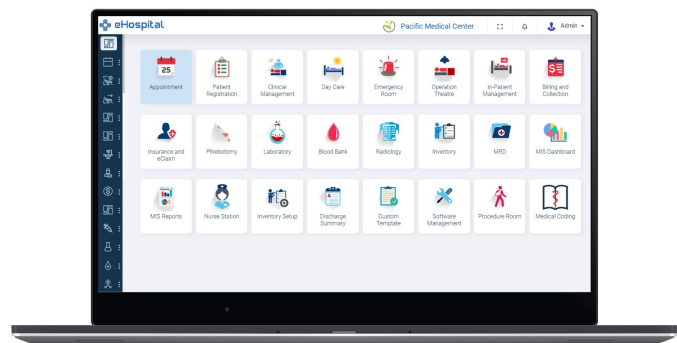 eHospital
Pacific Medical Center
Admin
25
Appointment
Patient
Registration
Clinical
Management
Day Care
Emergency
Room
Operation
Theatre
In-Patient
Management
Billing and
Collection
Insurance and
eClaim
Phlebotomy
Laboratory
Blood Bank
Radiology
Inventory
MRD
MIS Dashboard
MIS Reports
Nurse Station
Inventory Setup
Discharge
Summary
Custom
Template
Software
Management
Procedure Room
Medical Coding